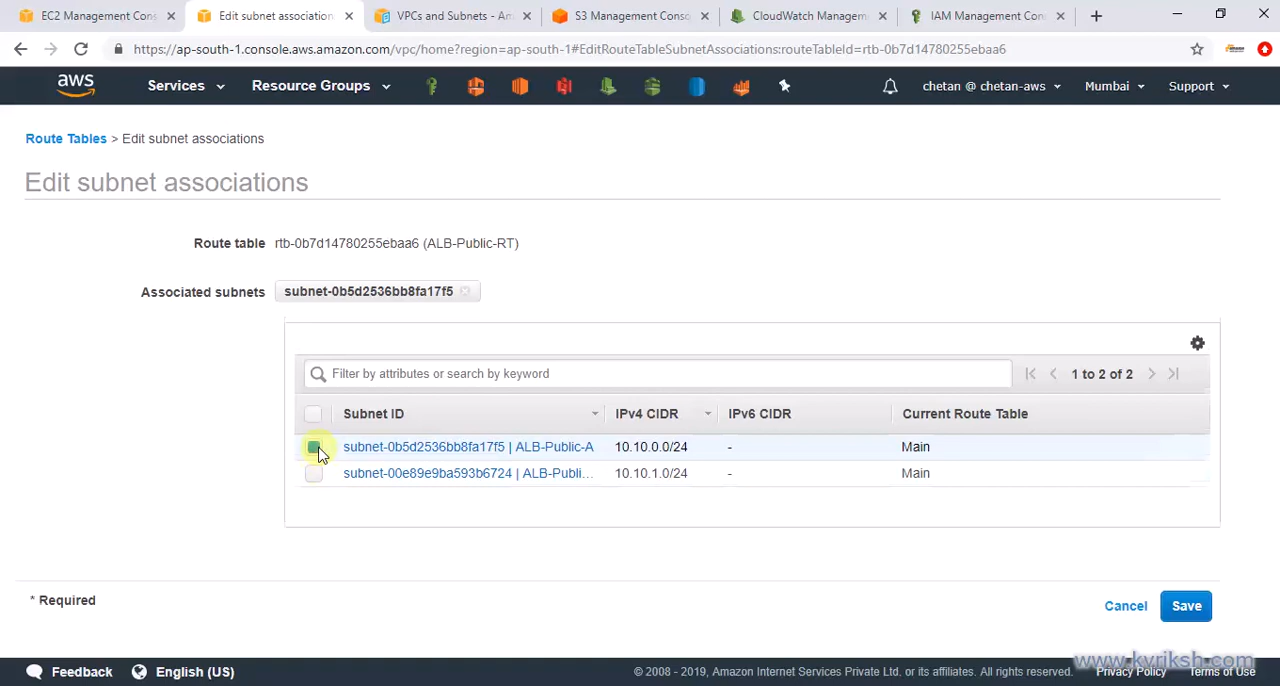 EC2 Management Cons
Edit subnet association
VPCs and Subnets - Am
S3 Management Conso
CloudWatch Managem
IAM Management Con
https://ap-south-1.console.aws.amazon.com/vpc/home?region=ap-south-1#EditRouteTableSubnetAssociations:routeTableId=rtb-0b7d14780255ebaa6
aws Services Resource Groups chetan @ chetan-aws Mumbai Support
Route Tables > Edit subnet associations
Edit subnet associations
Route table rtb-0b7d14780255ebaa6 (ALB-Public-RT)
Associated subnets subnet-0b5d2536bb8fa17f5
Filter by attributes or search by keyword 1 to 2 of 2
Subnet ID IPv4 CIDR IPv6 CIDR Current Route Table
subnet-0b5d2536bb8fa17f5 | ALB-Public-A 10.10.0.0/24 - Main
subnet-00e89e9ba593b6724 | ALB-Publi... 10.10.1.0/24 - Main
* Required Cancel Save
www.kvriksh.com
Feedback English (US) © 2008 - 2019, Amazon Internet Services Private Ltd. or its affiliates. All rights reserved. Privacy Policy Terms of Use